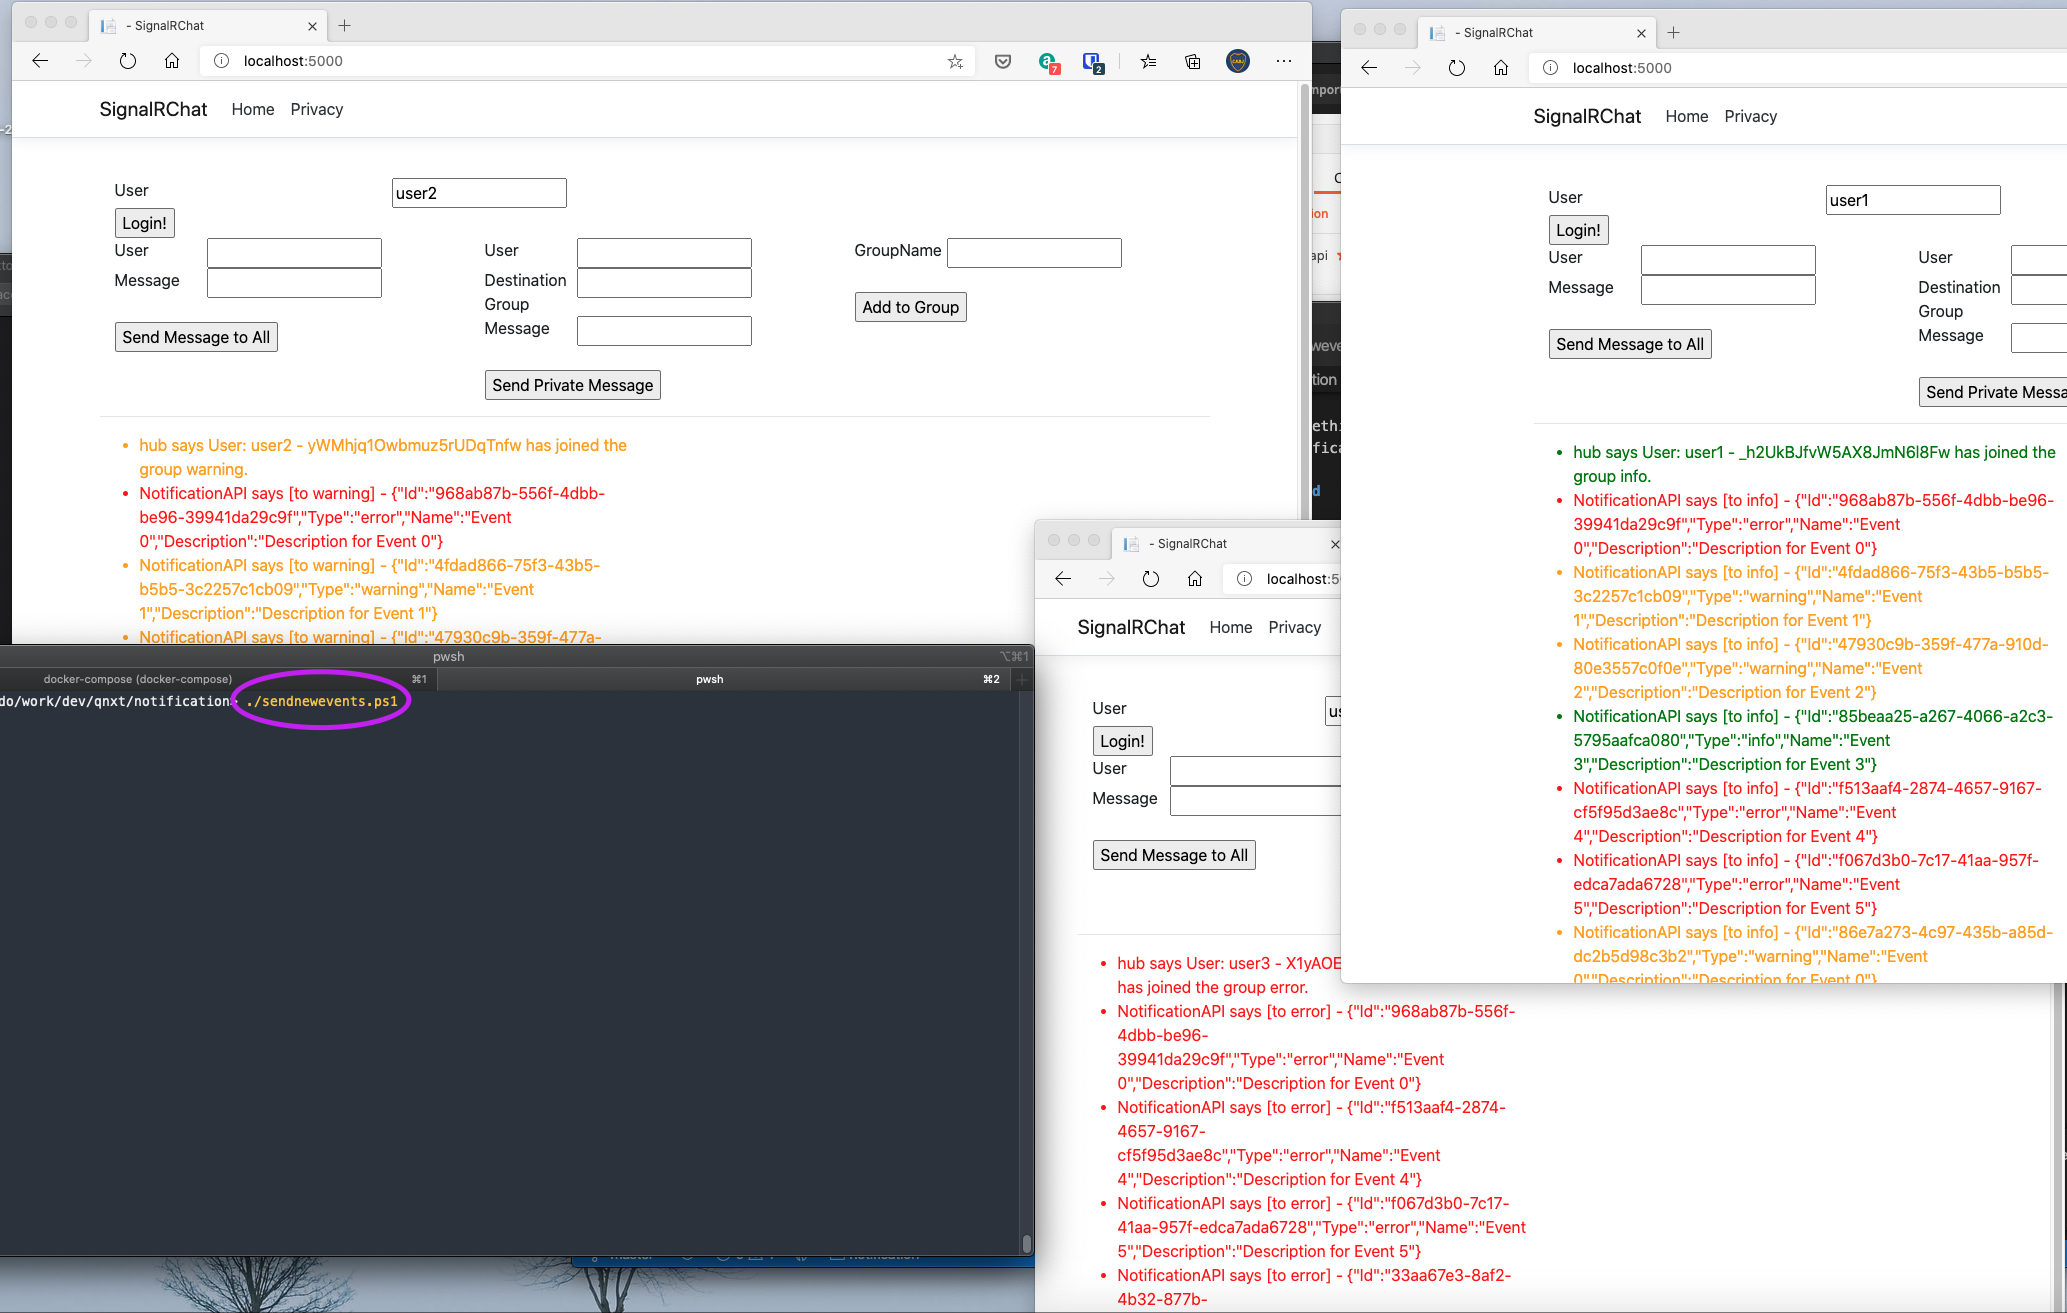 - SignalRChat
localhost:5000
7
2
SignalRChat Home Privacy
User user2
Login!
User
Message
Send Message to All
User
Destination
Group
Message
Send Private Message
GroupName
Add to Group
hub says User: user2 - yWMhjq1Owbmuz5rUDqTnfw has joined the
group warning.
NotificationAPI says [to warning] - {"Id":"968ab87b-556f-4dbb-
be96-39941da29c9f","Type":"error","Name":"Event
0","Description":"Description for Event 0"}
NotificationAPI says [to warning] - {"Id":"4fdad866-75f3-43b5-
b5b5-3c2257c1cb09","Type":"warning","Name":"Event
1","Description":"Description for Event 1"}
NotificationAPI says [to warning] - {"Id":"47930c9b-359f-477a-
pwsh ⌥⌘1
docker-compose (docker-compose) ⌘1
pwsh ⌘2
do/work/dev/qnxt/notification ./sendnewevents.ps1
- SignalRChat
localhost:5000
SignalRChat Home Privacy
User user1
Login!
User
Message
Send Message to All
User
Destination
Group
Message
Send Private Messa
hub says User: user1 - _h2UkBJfvW5AX8JmN6l8Fw has joined the
group info.
NotificationAPI says [to info] - {"Id":"968ab87b-556f-4dbb-be96-
39941da29c9f","Type":"error","Name":"Event
0","Description":"Description for Event 0"}
NotificationAPI says [to info] - {"Id":"4fdad866-75f3-43b5-b5b5-
3c2257c1cb09","Type":"warning","Name":"Event
1","Description":"Description for Event 1"}
NotificationAPI says [to info] - {"Id":"47930c9b-359f-477a-910d-
80e3557c0f0e","Type":"warning","Name":"Event
2","Description":"Description for Event 2"}
NotificationAPI says [to info] - {"Id":"85beaa25-a267-4066-a2c3-
5795aafca080","Type":"info","Name":"Event
3","Description":"Description for Event 3"}
NotificationAPI says [to info] - {"Id":"f513aaf4-2874-4657-9167-
cf5f95d3ae8c","Type":"error","Name":"Event
4","Description":"Description for Event 4"}
NotificationAPI says [to info] - {"Id":"f067d3b0-7c17-41aa-957f-
edca7ada6728","Type":"error","Name":"Event
5","Description":"Description for Event 5"}
NotificationAPI says [to info] - {"Id":"86e7a273-4c97-435b-a85d-
dc2b5d98c3b2","Type":"warning","Name":"Event
0","Description":"Description for Event 0"}
- SignalRChat
localhost:5
SignalRChat Home Privacy
User us
Login!
User
Message
Send Message to All
hub says User: user3 - X1yAOE
has joined the group error.
NotificationAPI says [to error] - {"Id":"968ab87b-556f-
4dbb-be96-
39941da29c9f","Type":"error","Name":"Event
0","Description":"Description for Event 0"}
NotificationAPI says [to error] - {"Id":"f513aaf4-2874-
4657-9167-
cf5f95d3ae8c","Type":"error","Name":"Event
4","Description":"Description for Event 4"}
NotificationAPI says [to error] - {"Id":"f067d3b0-7c17-
41aa-957f-edca7ada6728","Type":"error","Name":"Event
5","Description":"Description for Event 5"}
NotificationAPI says [to error] - {"Id":"33aa67e3-8af2-
4b32-877b-